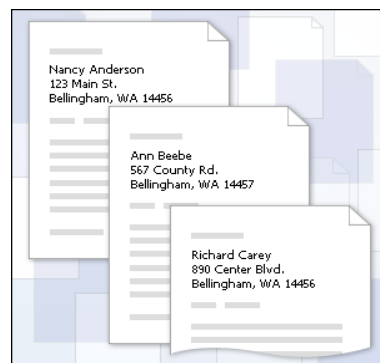 Nancy Anderson
123 Main St.
Bellingham, WA 14456
Ann Beebe
567 County Rd.
Bellingham, WA 14457
Richard Carey
890 Center Blvd.
Bellingham, WA 14456